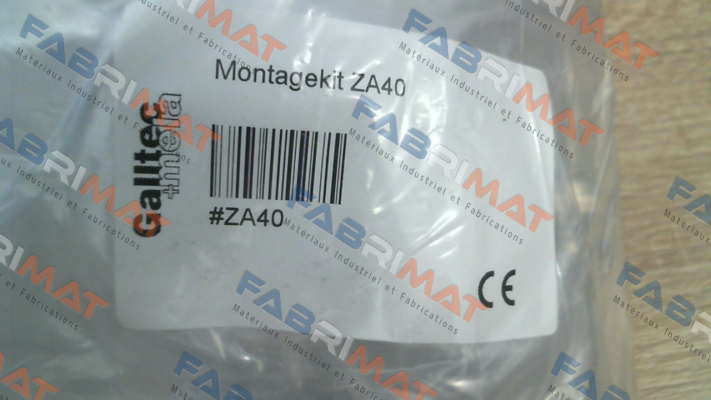 Montagekit ZA40
Galltec
+mela
#ZA40
CE
FABRIMAT
Materiaux Industriel et Fabrications